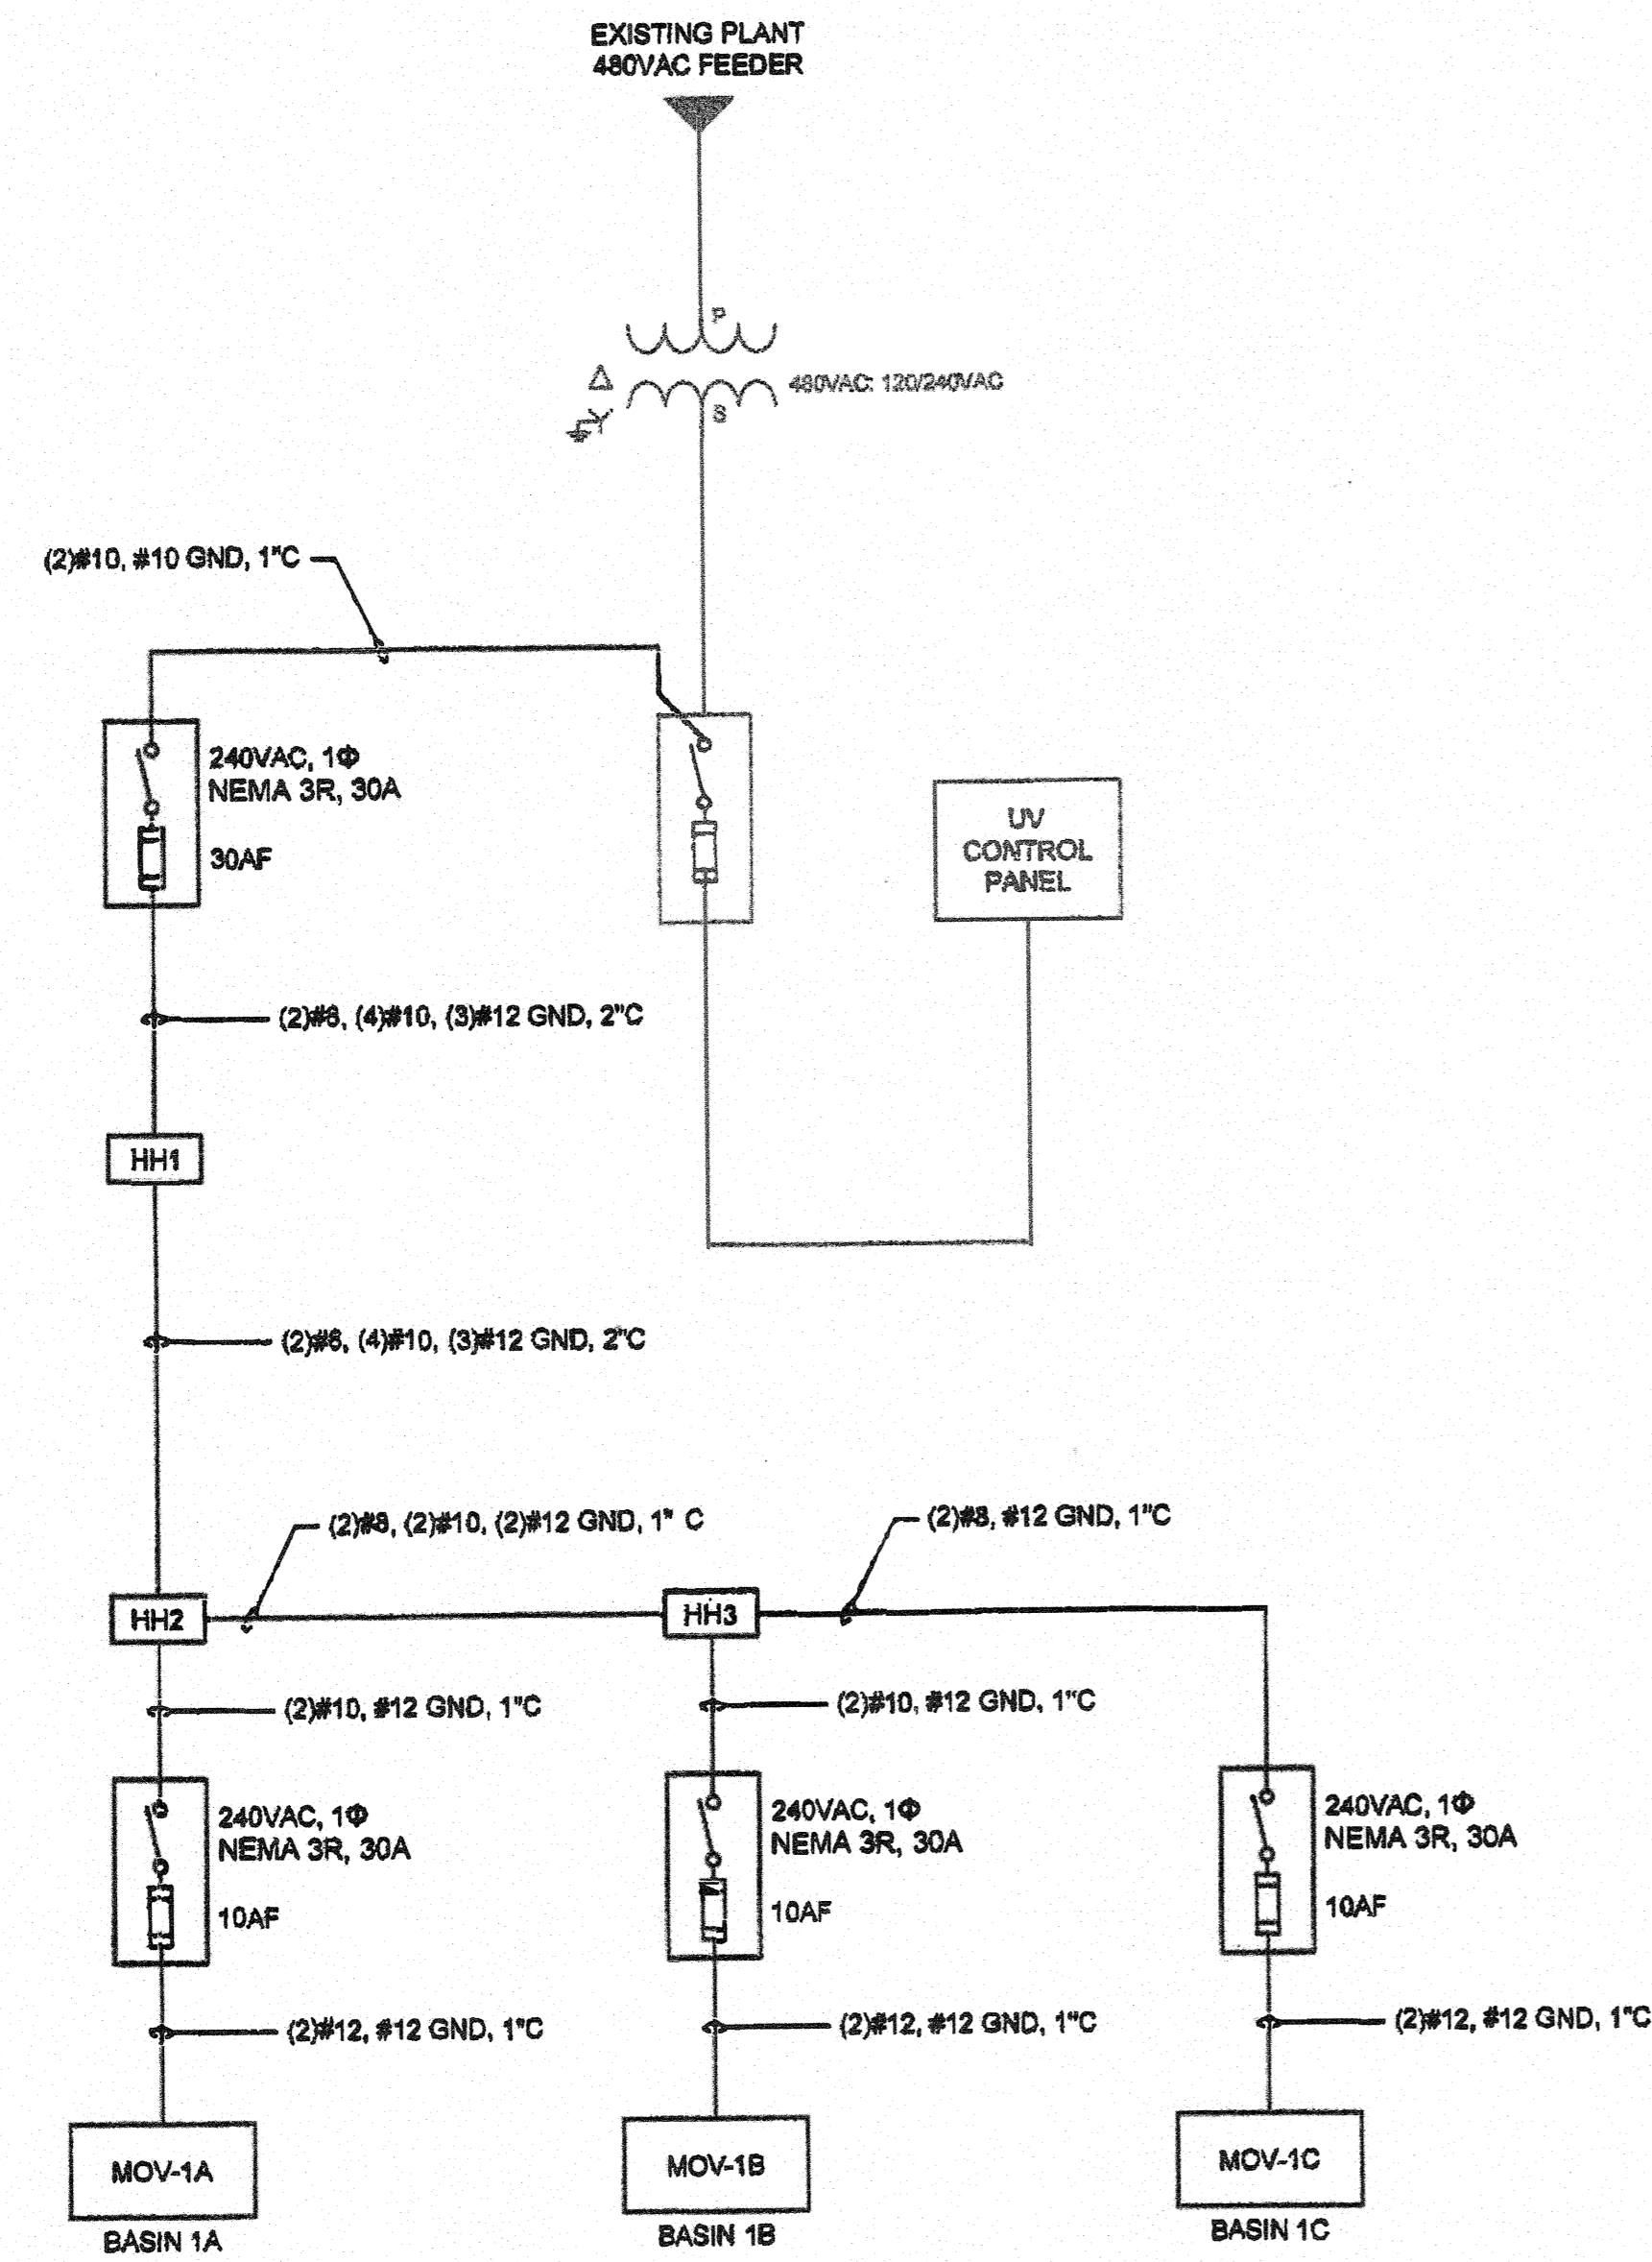 EXISTING PLANT
480VAC FEEDER
P
480VAC: 120/240VAC
Δ
S
Y
(2)#10, #10 GND, 1"C
240VAC, 1Φ
NEMA 3R, 30A
30AF
UV
CONTROL
PANEL
(2)#8, (4)#10, (3)#12 GND, 2"C
HH1
(2)#8, (4)#10, (3)#12 GND, 2"C
(2)#8, (2)#10, (2)#12 GND, 1" C
(2)#8, #12 GND, 1"C
HH2
HH3
(2)#10, #12 GND, 1"C
(2)#10, #12 GND, 1"C
240VAC, 1Φ
NEMA 3R, 30A
10AF
240VAC, 1Φ
NEMA 3R, 30A
10AF
240VAC, 1Φ
NEMA 3R, 30A
10AF
(2)#12, #12 GND, 1"C
(2)#12, #12 GND, 1"C
(2)#12, #12 GND, 1"C
MOV-1A
BASIN 1A
MOV-1B
BASIN 1B
MOV-1C
BASIN 1C